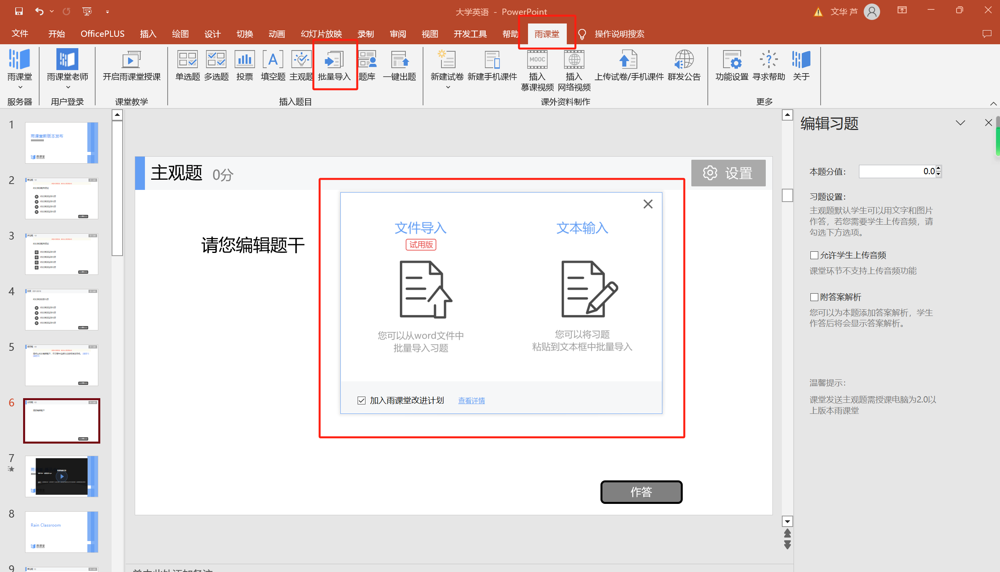 大学英语 - PowerPoint
文华 芦
文件 开始 OfficePLUS 插入 绘图 设计 切换 动画 幻灯片放映 录制 审阅 视图 开发工具 帮助 雨课堂 操作说明搜索
雨课堂 雨课堂老师 开启雨课堂授课 单选题 多选题 投票 填空题 主观题 批量导入 题库 一键出题 新建试卷 新建手机课件 插入 插入 上传试卷/手机课件 群发公告 功能设置 寻求帮助 关于
慕课视频 网络视频
MOOC
服务器 用户登录 课堂教学 插入题目 课外资料制作 更多
1
雨课堂新版本发布
雨课堂
2
3
4
5
6
7
8
Rain Classroom
雨课堂
9
主观题 0分
设置
请您编辑题干
文件导入
试用版
您可以从word文件中
批量导入习题
文本输入
您可以将习题
粘贴到文本框中批量导入
加入雨课堂改进计划 查看详情
作答
编辑习题
本题分值： 0.0
习题设置：
主观题默认学生可以用文字和图片
作答，若您需要学生上传音频，请
勾选下方选项。
允许学生上传音频
课堂环节不支持上传音频功能
附答案解析
您可以为本题添加答案解析，学生
作答后将会显示答案解析。
温馨提示：
课堂发送主观题需授课电脑为2.0以
上版本雨课堂